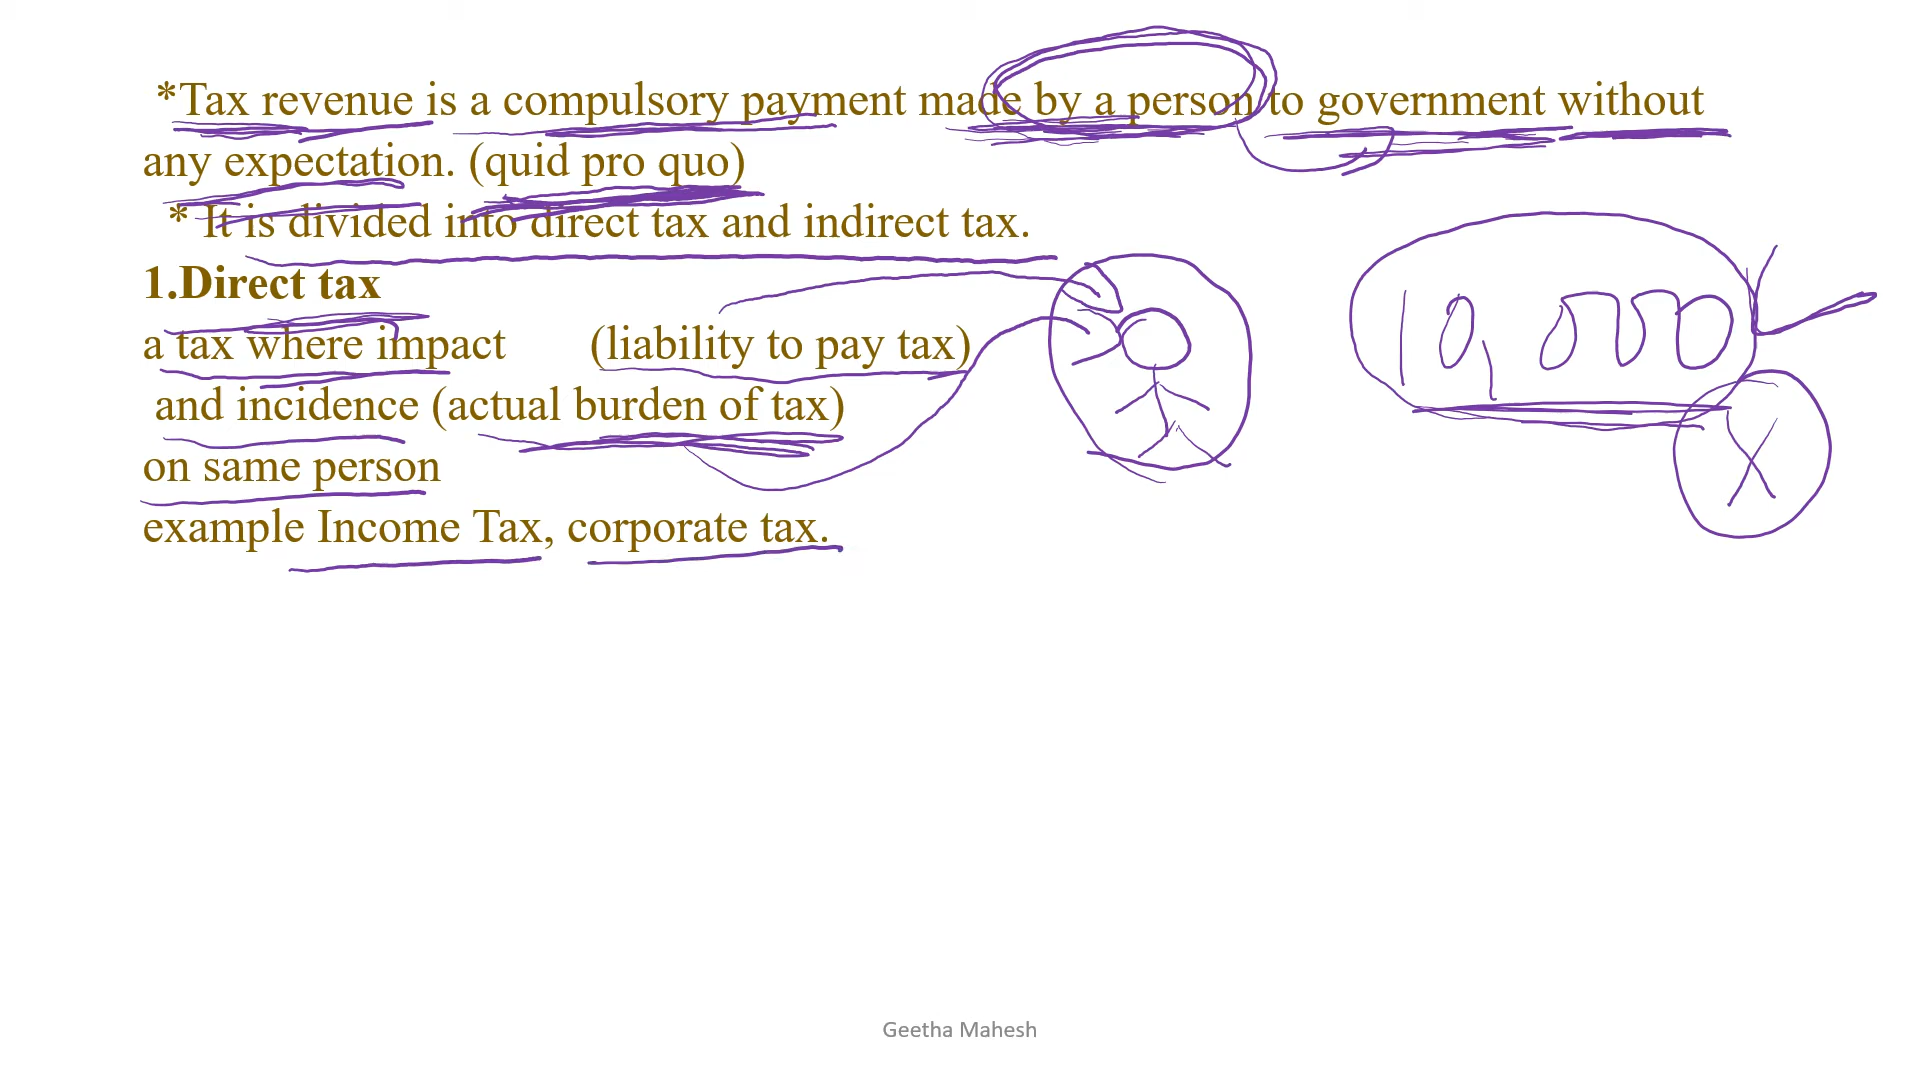 *Tax revenue is a compulsory payment made by a person to government without
any expectation. (quid pro quo)
* It is divided into direct tax and indirect tax.
1.Direct tax
a tax where impact (liability to pay tax)
and incidence (actual burden of tax)
on same person
example Income Tax, corporate tax.
10,000
Geetha Mahesh